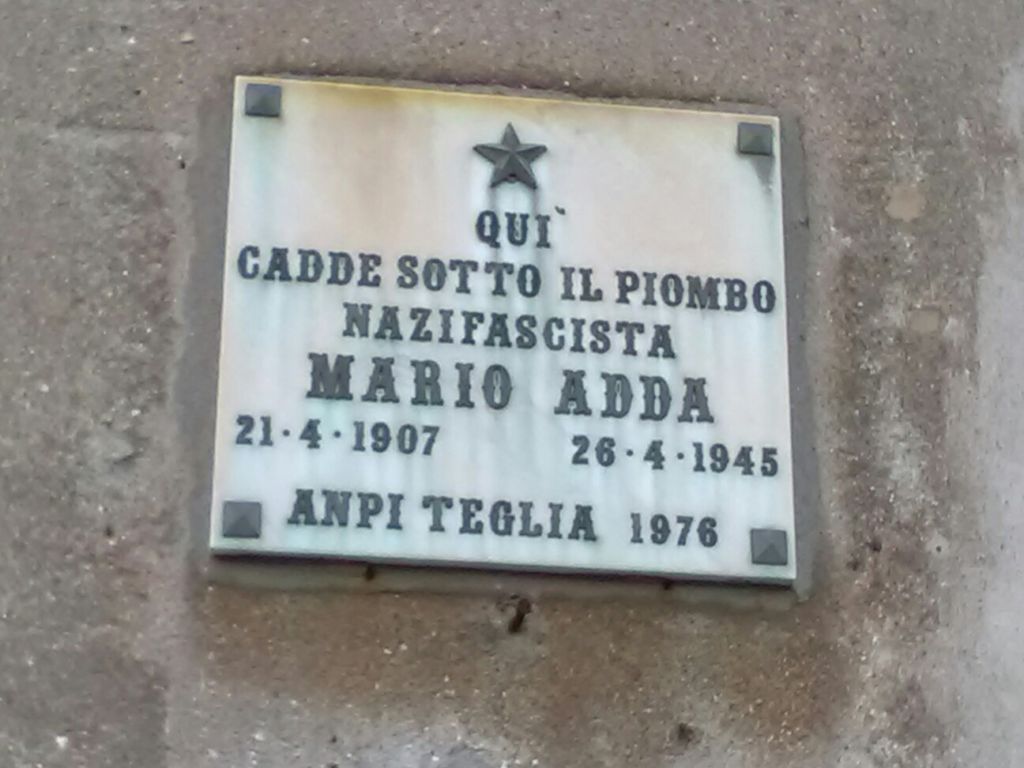 QUI`
CADDE SOTTO IL PIOMBO
NAZIFASCISTA
MARIO ADDA
21·4·1907 26·4·1945
ANPI TEGLIA 1976